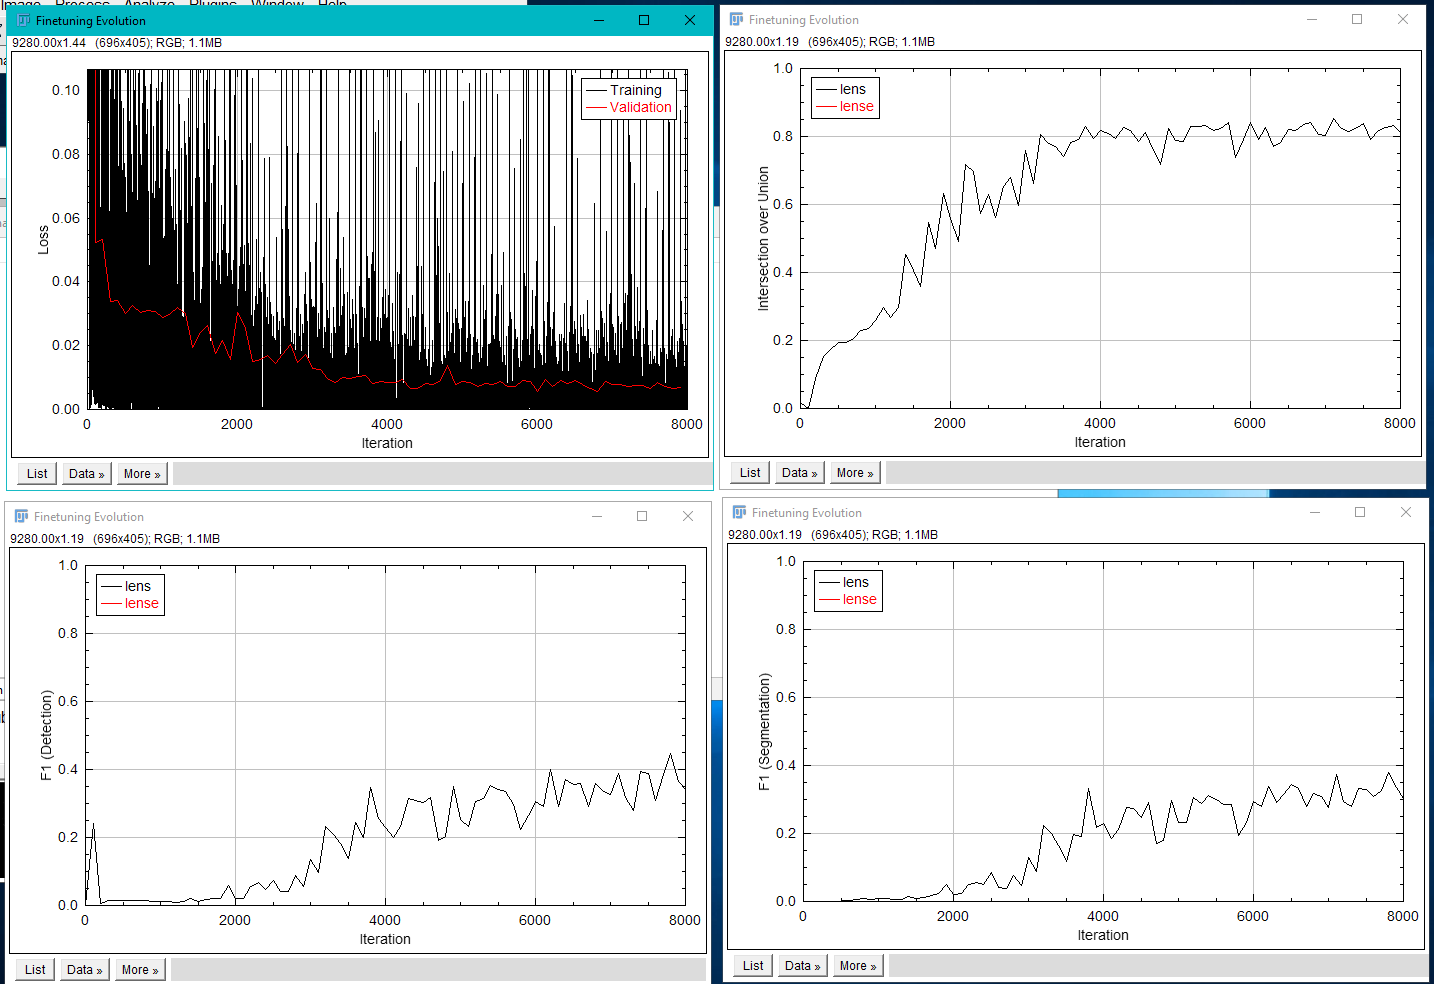 Image Process Analyze Plugins Window Help
Finetuning Evolution
9280.00x1.44 (696x405); RGB; 1.1MB
0.10
0.08
0.06
0.04
0.02
0.00
Loss
0 2000 4000 6000 8000
Iteration
Training
Validation
List Data » More »
Finetuning Evolution
9280.00x1.19 (696x405); RGB; 1.1MB
1.0
0.8
0.6
0.4
0.2
0.0
Intersection over Union
0 2000 4000 6000 8000
Iteration
lens
lense
List Data » More »
Finetuning Evolution
9280.00x1.19 (696x405); RGB; 1.1MB
1.0
0.8
0.6
0.4
0.2
0.0
F1 (Detection)
0 2000 4000 6000 8000
Iteration
lens
lense
List Data » More »
Finetuning Evolution
9280.00x1.19 (696x405); RGB; 1.1MB
1.0
0.8
0.6
0.4
0.2
0.0
F1 (Segmentation)
0 2000 4000 6000 8000
Iteration
lens
lense
List Data » More »